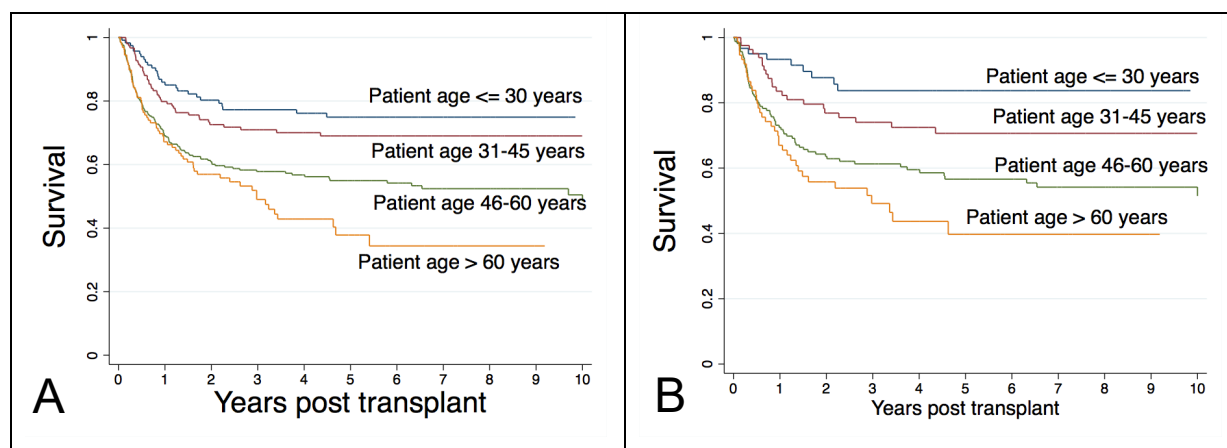 1
0.8
0.6
0.4
0.2
0
Survival
Patient age <= 30 years
Patient age 31-45 years
Patient age 46-60 years
Patient age > 60 years
0 1 2 3 4 5 6 7 8 9 10
Years post transplant
A
1
0.8
0.6
0.4
0.2
0
Survival
Patient age <= 30 years
Patient age 31-45 years
Patient age 46-60 years
Patient age > 60 years
0 1 2 3 4 5 6 7 8 9 10
Years post transplant
B